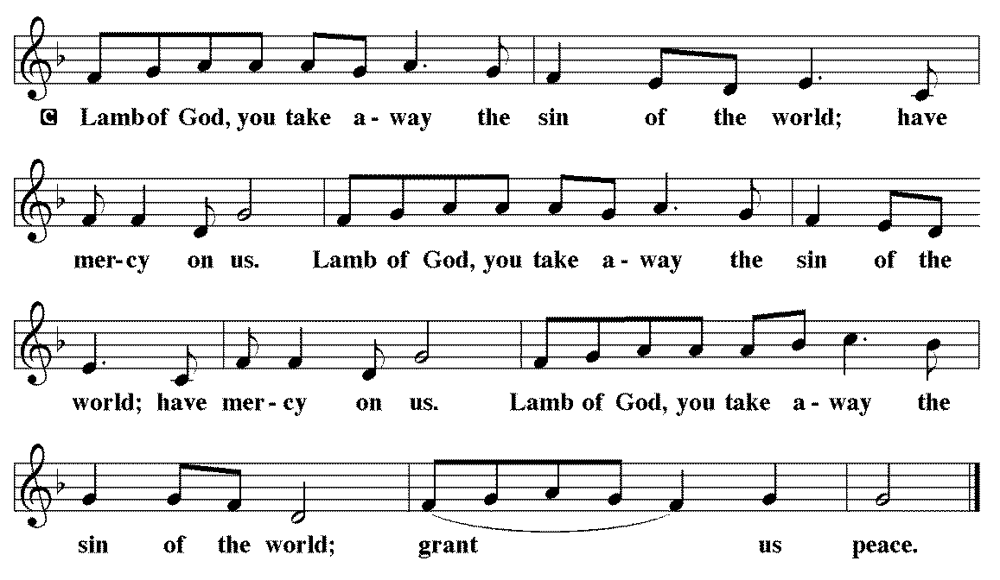 C Lamb of God, you take a - way the sin of the world; have
mer - cy on us. Lamb of God, you take a - way the sin of the
world; have mer - cy on us. Lamb of God, you take a - way the
sin of the world; grant us peace.